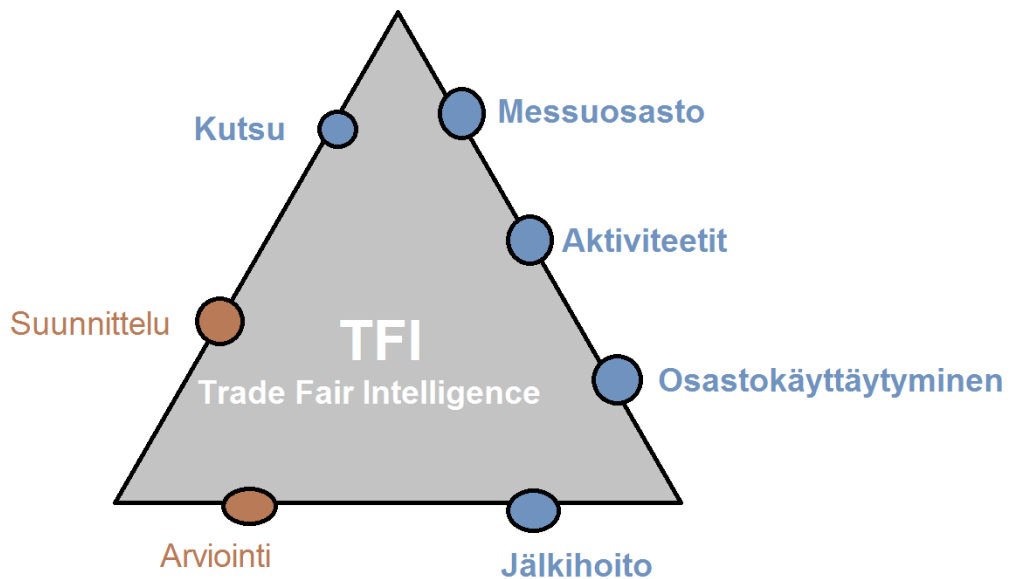 Kutsu
Messuosasto
Aktiviteetit
Suunnittelu
TFI
Trade Fair Intelligence
Osastokäyttäytyminen
Arviointi
Jälkihoito